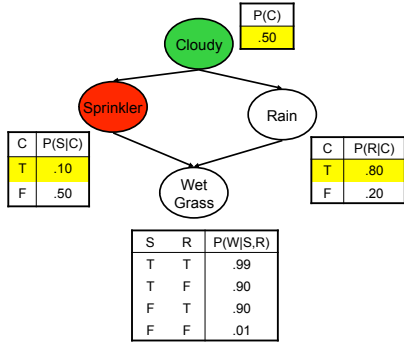 P(C)
.50
Cloudy
Sprinkler
Rain
C P(S|C)
T .10
F .50
C P(R|C)
T .80
F .20
Wet
Grass
S R P(W|S,R)
T T .99
T F .90
F T .90
F F .01